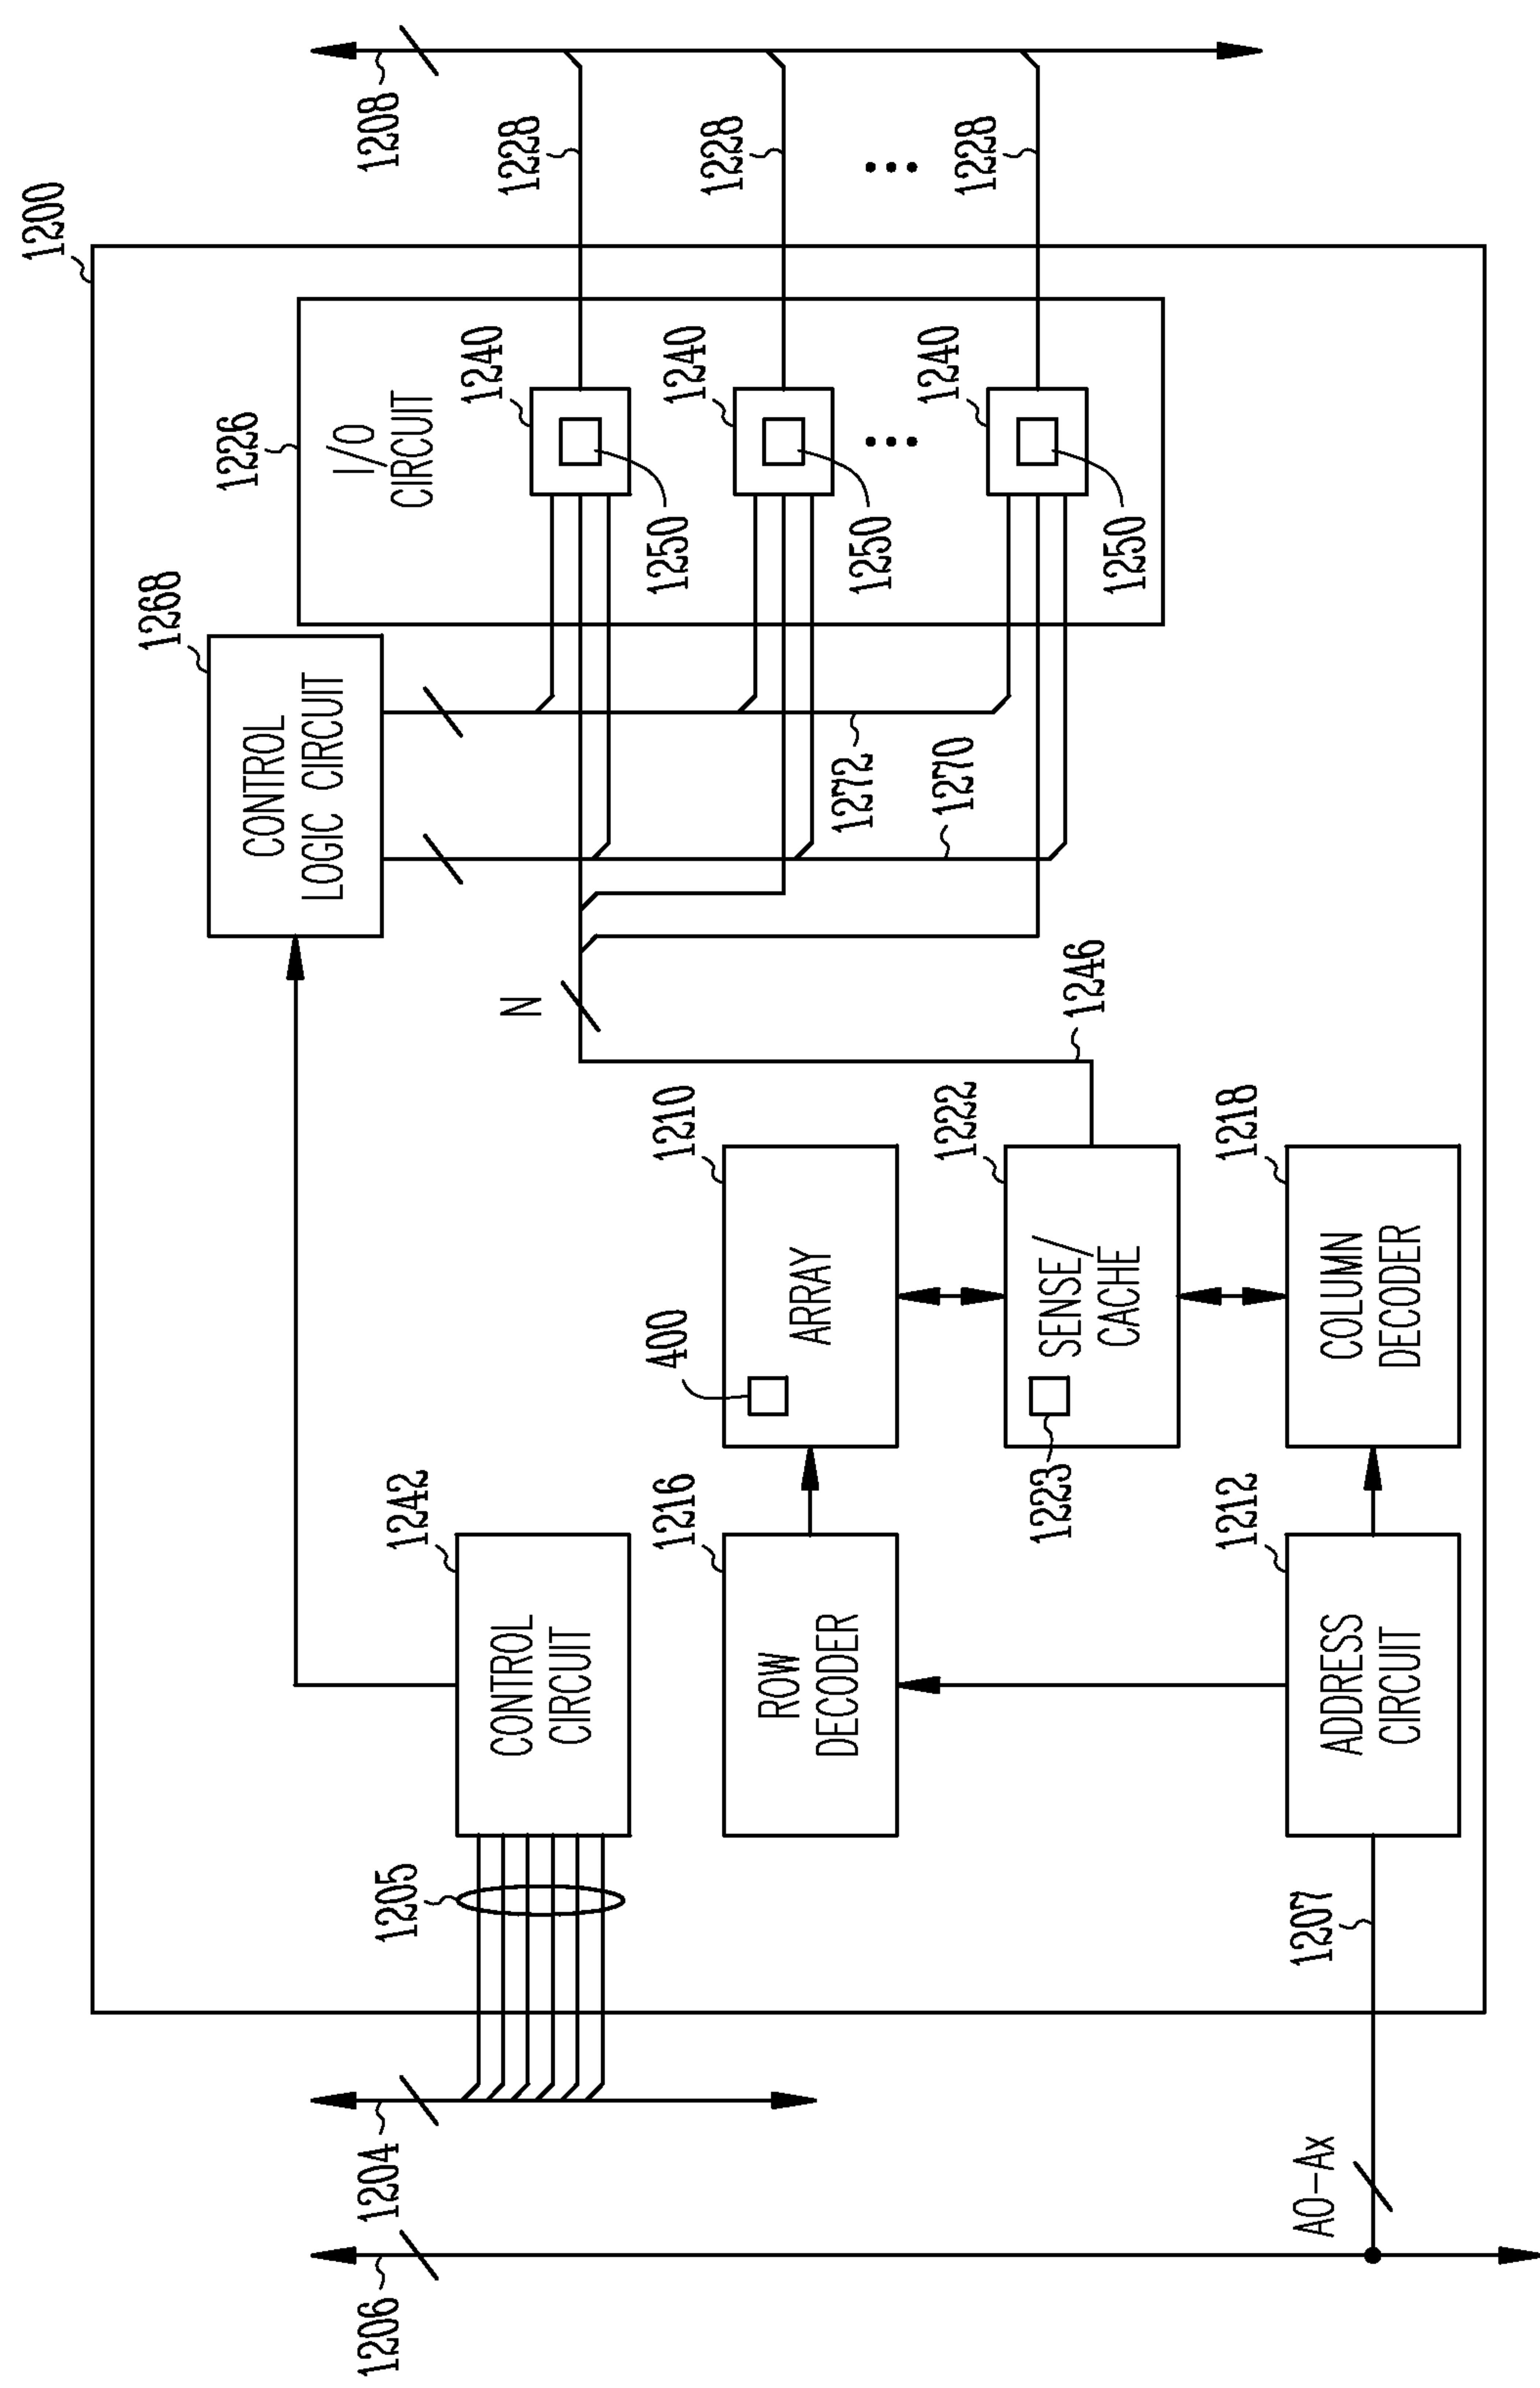 1200
1208
1226
1228
1228
1228
I/O
CIRCUIT
1240
1240
1240
1250
1250
1250
1268
CONTROL
LOGIC CIRCUIT
1272
1270
N
1246
1210
ARRAY
400
1222
SENSE/
CACHE
1223
1218
COLUMN
DECODER
1242
CONTROL
CIRCUIT
1216
ROW
DECODER
1212
ADDRESS
CIRCUIT
1205
1207
1204
1206
A0-Ax